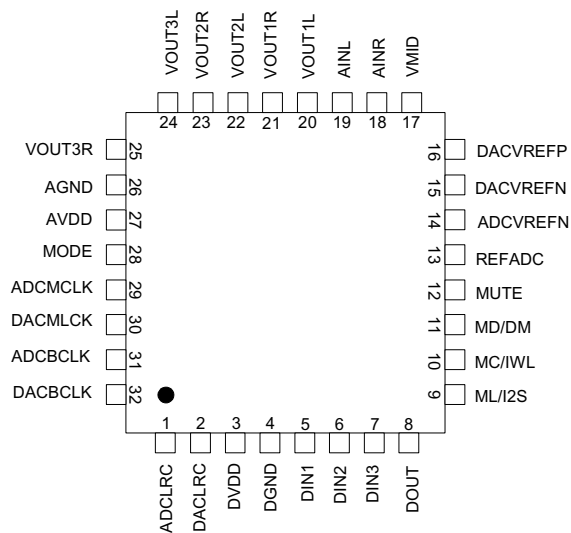 VOUT3L
VOUT2R
VOUT2L
VOUT1R
VOUT1L
AINL
AINR
VMID
24 23 22 21 20 19 18 17
VOUT3R 25
AGND 26
AVDD 27
MODE 28
ADCMCLK 29
DACMLCK 30
ADCBCLK 31
DACBCLK 32
16 DACVREFP
15 DACVREFN
14 ADCVREFN
13 REFADC
12 MUTE
11 MD/DM
10 MC/IWL
9 ML/I2S
1 2 3 4 5 6 7 8
ADCLRC
DACLRC
DVDD
DGND
DIN1
DIN2
DIN3
DOUT